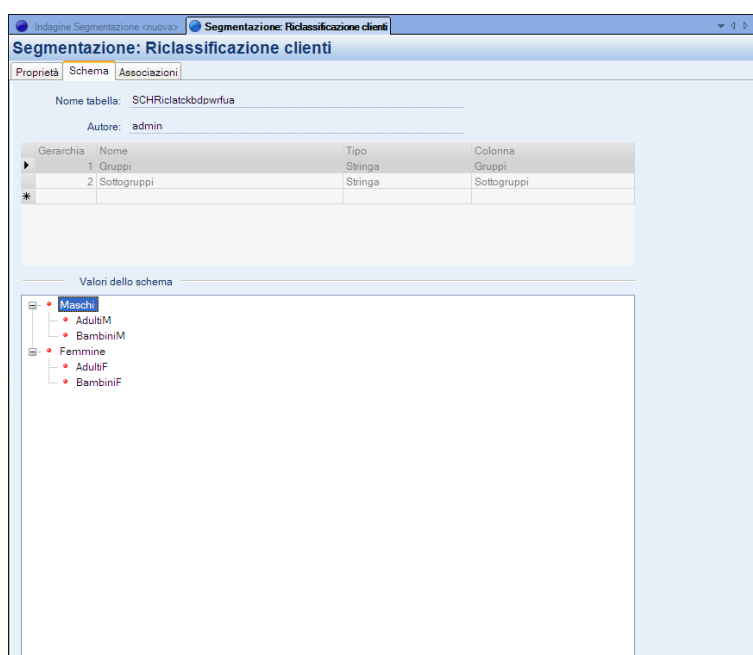 Indagine Segmentazione <nuova> Segmentazione: Riclassificazione clienti
Segmentazione: Riclassificazione clienti
Proprietà Schema Associazioni
Nome tabella: SCHRiclatckbdpwrfua
Autore: admin
Gerarchia Nome Tipo Colonna
1 Gruppi Stringa Gruppi
2 Sottogruppi Stringa Sottogruppi
Valori dello schema
Maschi
AdultiM
BambiniM
Femmine
AdultiF
BambiniF